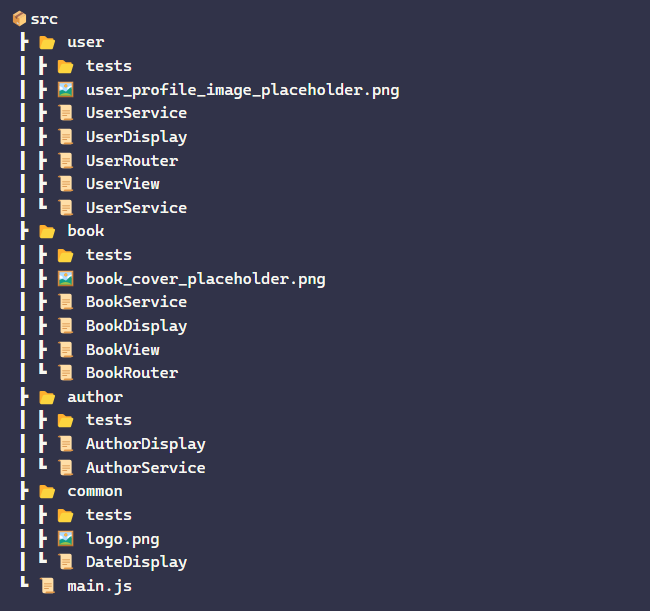 src
user
tests
user_profile_image_placeholder.png
UserService
UserDisplay
UserRouter
UserView
UserService
book
tests
book_cover_placeholder.png
BookService
BookDisplay
BookView
BookRouter
author
tests
AuthorDisplay
AuthorService
common
tests
logo.png
DateDisplay
main.js